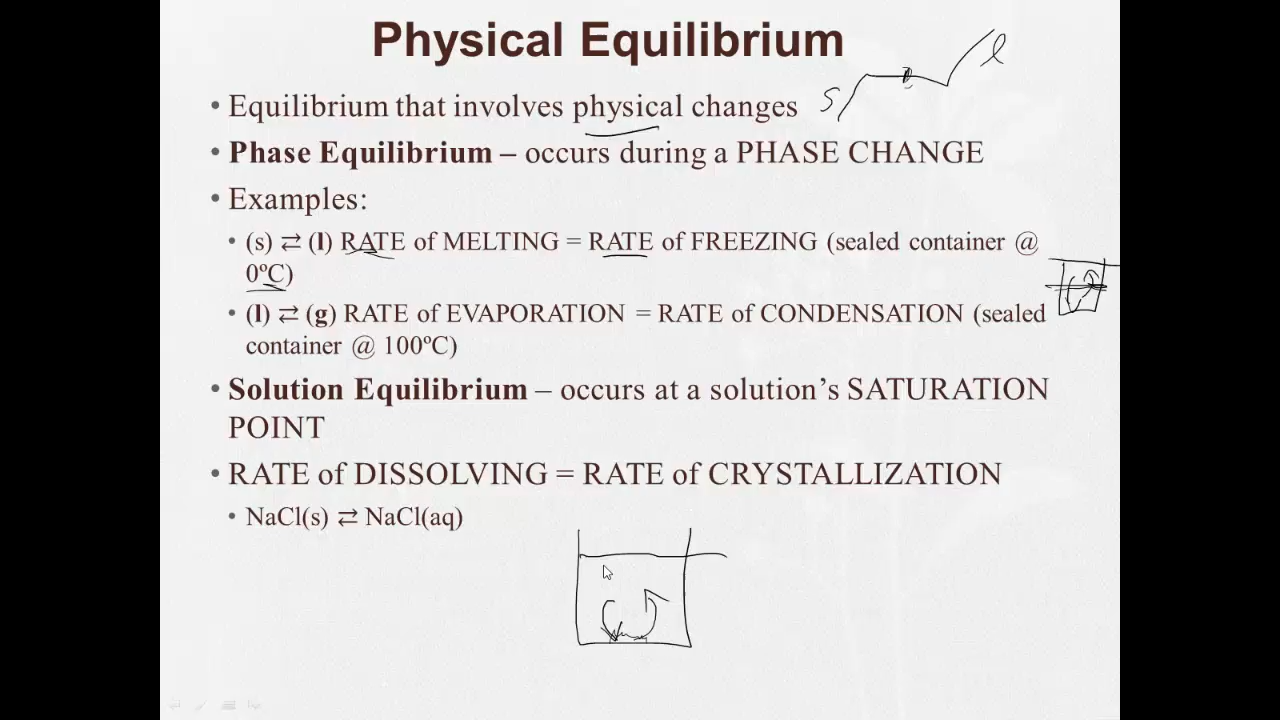 Physical Equilibrium
s l
• Equilibrium that involves physical changes
• Phase Equilibrium – occurs during a PHASE CHANGE
• Examples:
• (s) ⇄ (l) RATE of MELTING = RATE of FREEZING (sealed container @
0ºC)
• (l) ⇄ (g) RATE of EVAPORATION = RATE of CONDENSATION (sealed
container @ 100ºC)
• Solution Equilibrium – occurs at a solution’s SATURATION
POINT
• RATE of DISSOLVING = RATE of CRYSTALLIZATION
• NaCl(s) ⇄ NaCl(aq)